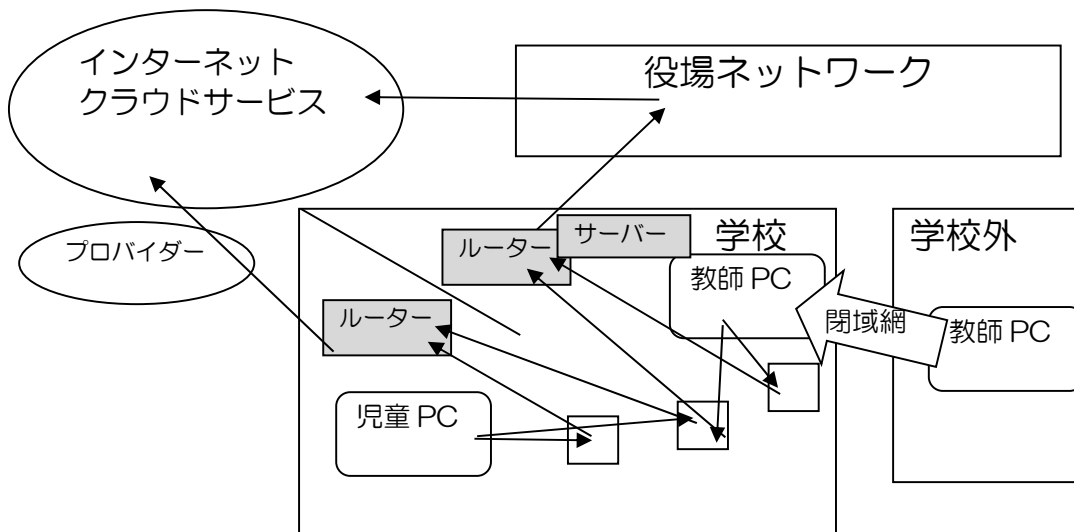 インターネット
クラウドサービス
役場ネットワーク
プロバイダー
ルーター
サーバー
学校
学校外
教師 PC
閉域網
教師 PC
ルーター
児童 PC